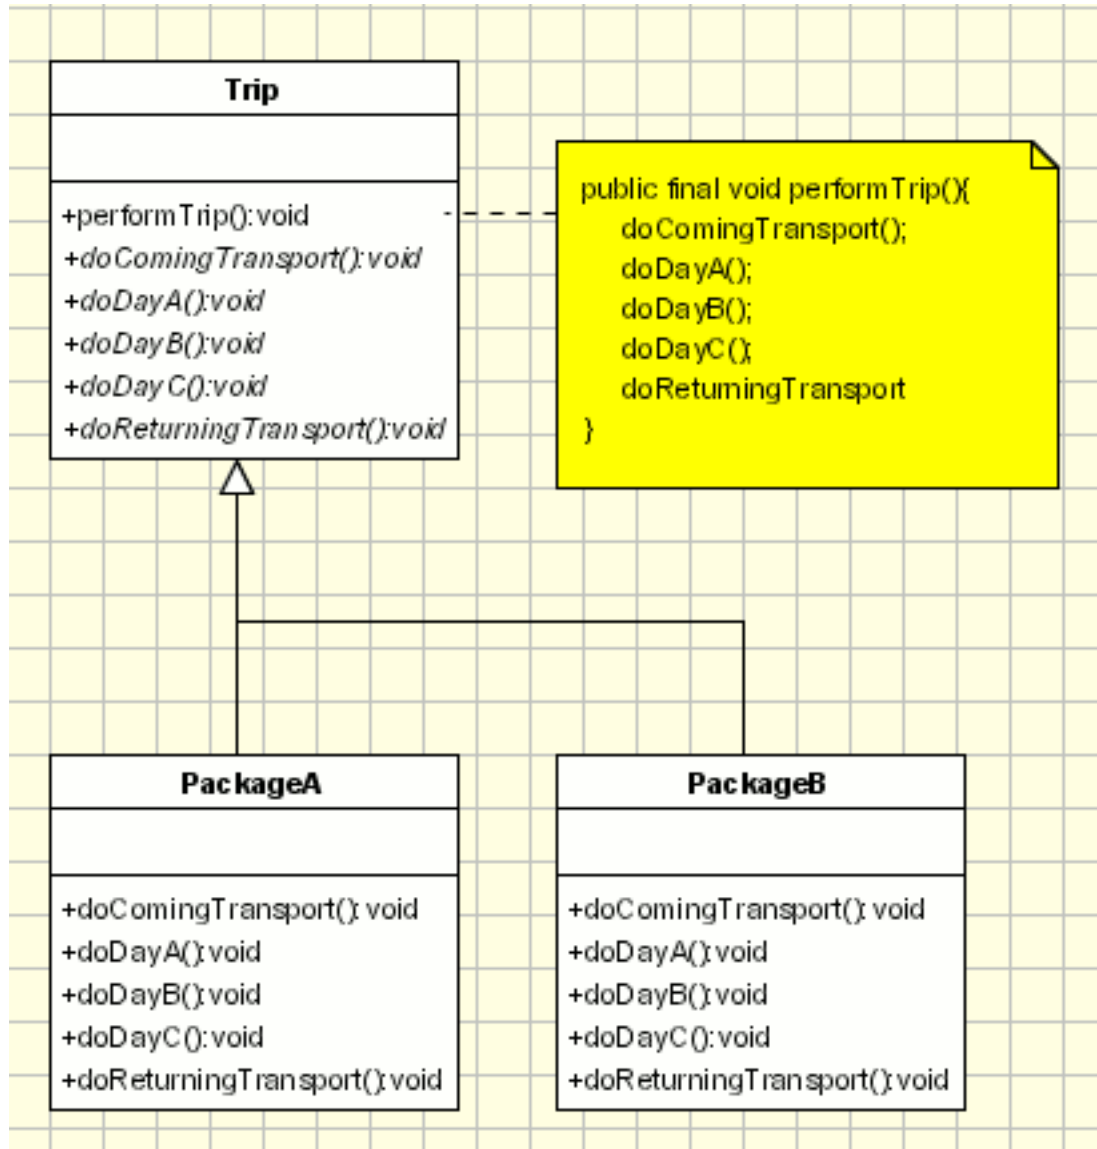 Trip
+performTrip():void
+doComingTransport():void
+doDayA():void
+doDayB():void
+doDayC():void
+doReturningTransport():void
public final void performTrip(){
doComingTransport();
doDayA();
doDayB();
doDayC();
doReturningTransport
}
PackageA
+doComingTransport():void
+doDayA():void
+doDayB():void
+doDayC():void
+doReturningTransport():void
PackageB
+doComingTransport():void
+doDayA():void
+doDayB():void
+doDayC():void
+doReturningTransport():void